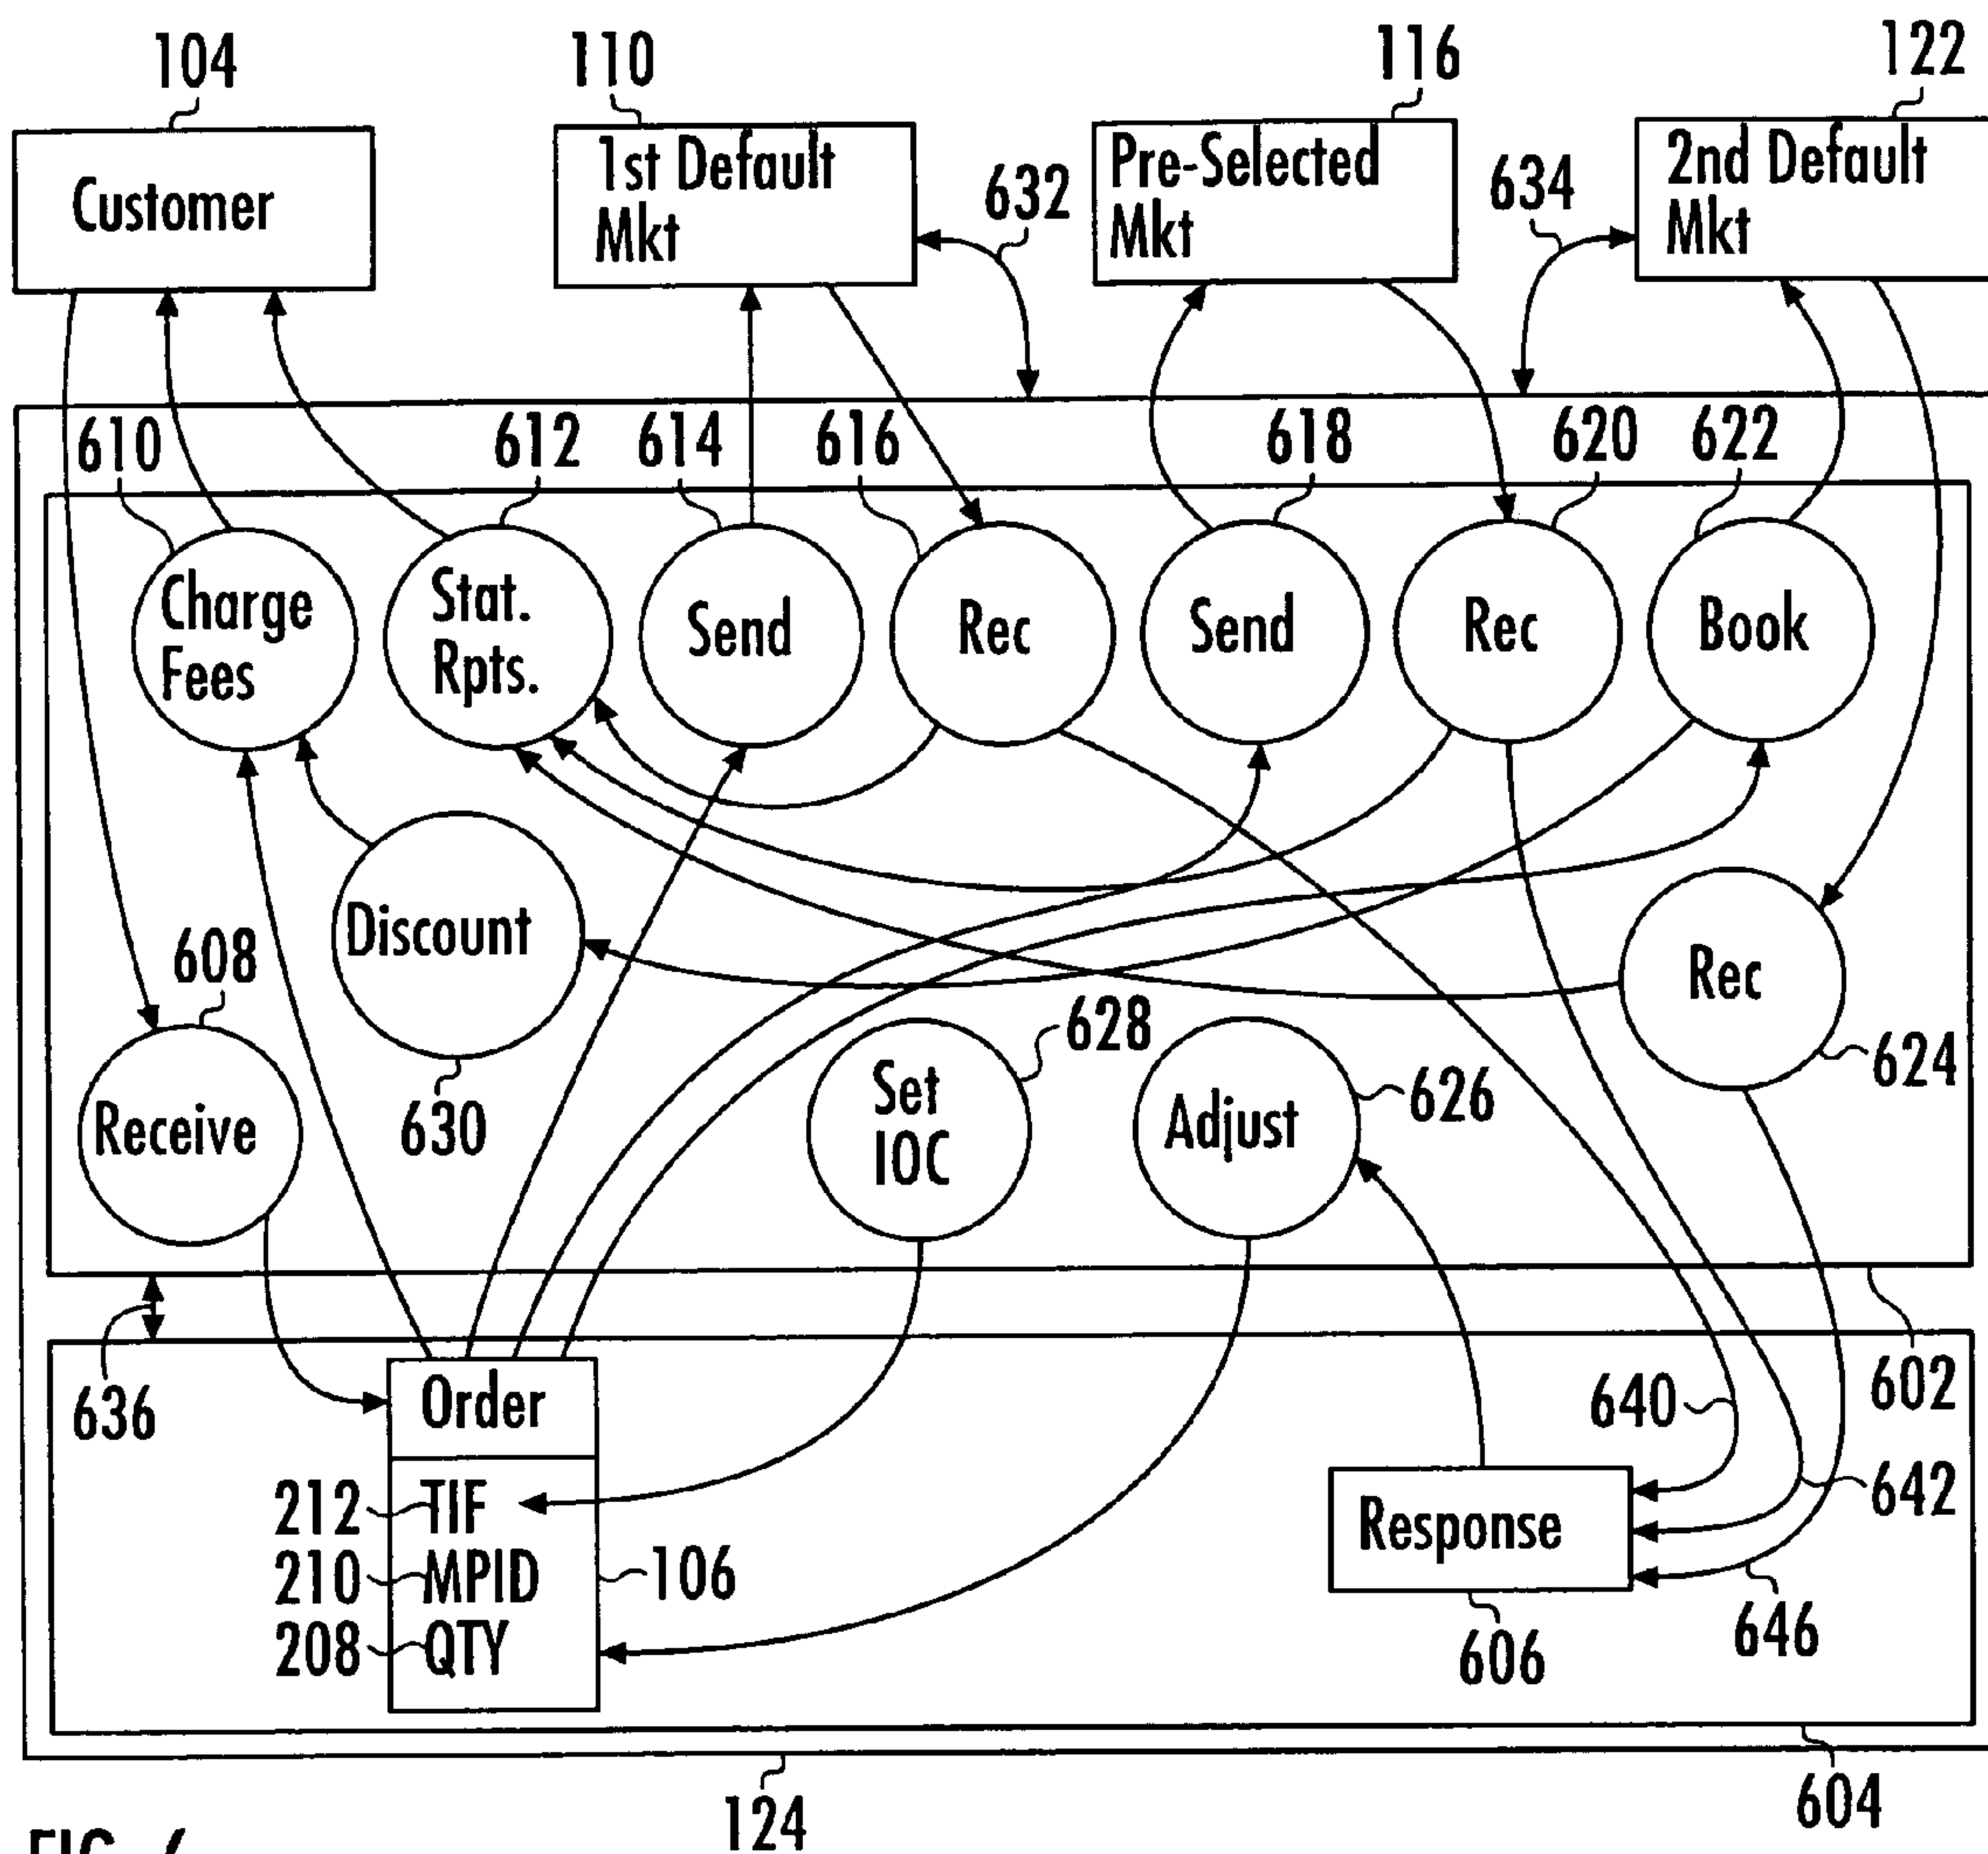 104
110
116
122
Customer
1st Default
Mkt
632
Pre-Selected
Mkt
634
2nd Default
Mkt
610
612
614
616
618
620
622
Charge
Fees
Stat.
Rpts.
Send
Rec
Send
Rec
Book
Discount
608
Rec
628
624
Receive
630
Set
IOC
Adjust
626
636
602
Order
640
212
TIF
642
210
MPID
106
Response
208
QTY
606
646
124
604